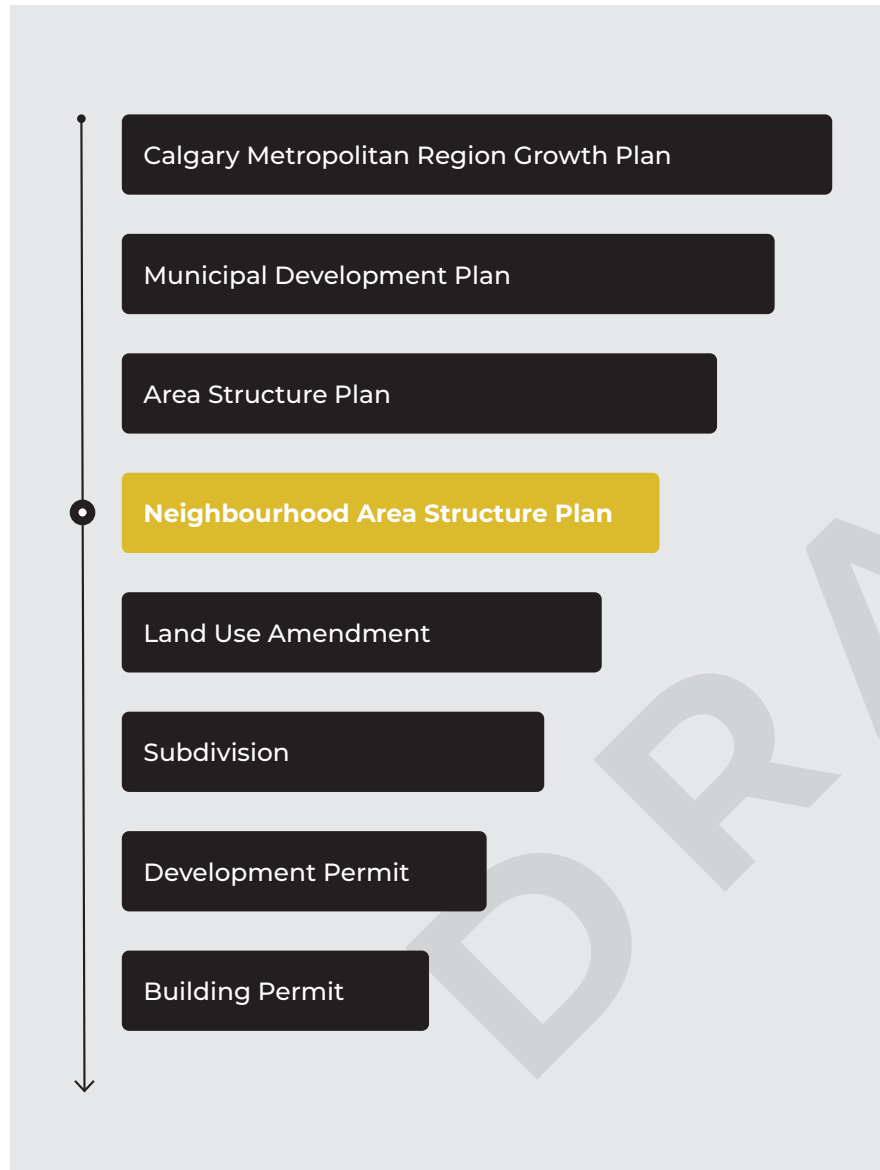 Calgary Metropolitan Region Growth Plan
Municipal Development Plan
Area Structure Plan
Neighbourhood Area Structure Plan
Land Use Amendment
Subdivision
Development Permit
Building Permit
DRA